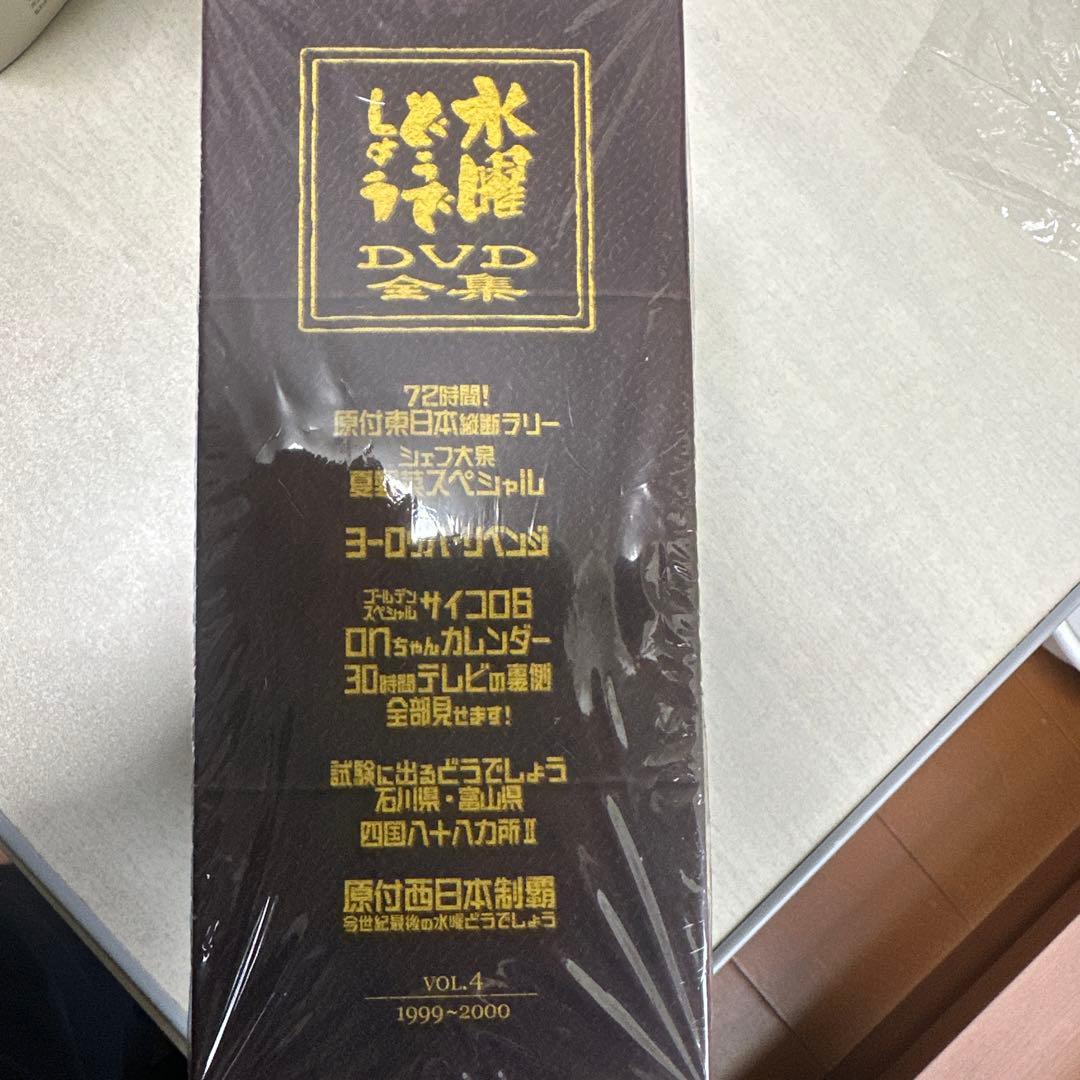 水曜
どうで
しょう
DVD
全集
72時間!
原付東日本縦断ラリー
シェフ大泉
夏野菜スペシャル
ヨーロッパ・リベンジ
ゴールデン
スペシャル サイコロ6
onちゃんカレンダー
30時間テレビの裏側
全部見せます!
試験に出るどうでしょう
石川県・富山県
四国八十八カ所Ⅱ
原付西日本制覇
今世紀最後の水曜どうでしょう
VOL.4
1999~2000